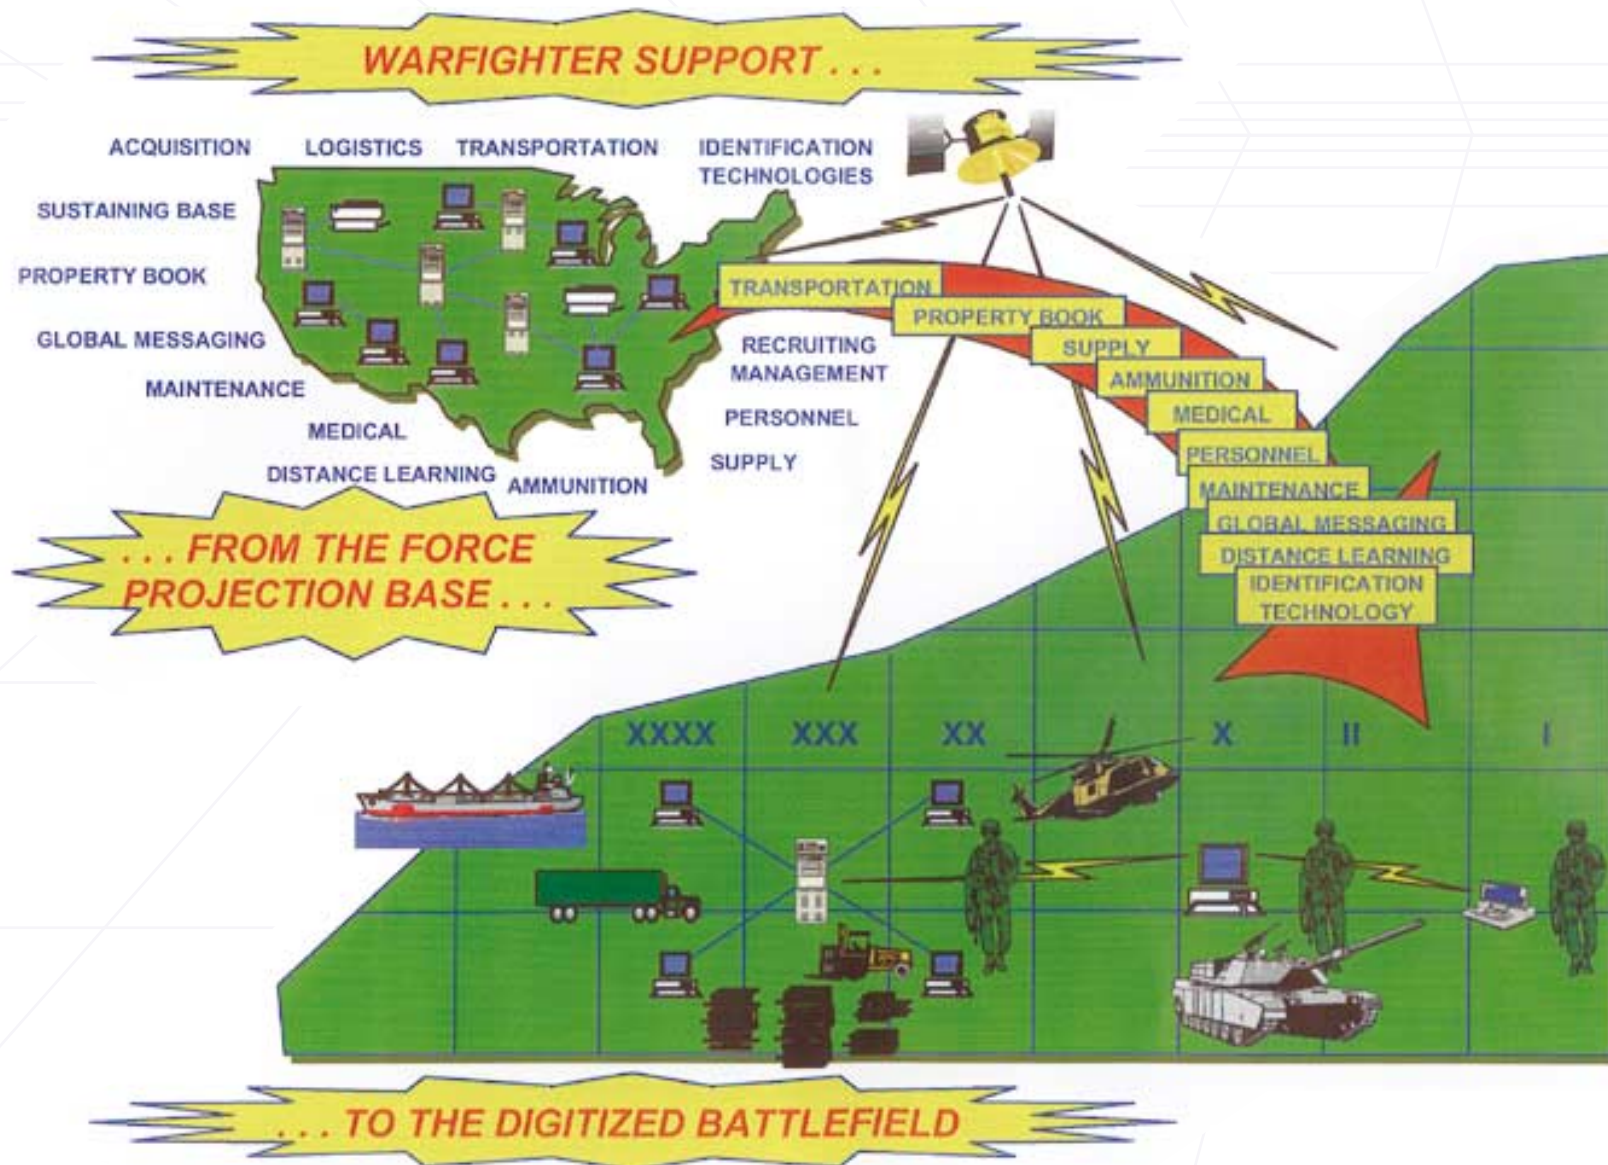 WARFIGHTER SUPPORT . . .
ACQUISITION
LOGISTICS
TRANSPORTATION
IDENTIFICATION
TECHNOLOGIES
SUSTAINING BASE
PROPERTY BOOK
GLOBAL MESSAGING
MAINTENANCE
MEDICAL
DISTANCE LEARNING
AMMUNITION
RECRUITING
MANAGEMENT
PERSONNEL
SUPPLY
TRANSPORTATION
PROPERTY BOOK
SUPPLY
AMMUNITION
MEDICAL
PERSONNEL
MAINTENANCE
GLOBAL MESSAGING
DISTANCE LEARNING
IDENTIFICATION
TECHNOLOGY
. . . FROM THE FORCE
PROJECTION BASE . . .
XXXX XXX XX X II I
. . . TO THE DIGITIZED BATTLEFIELD